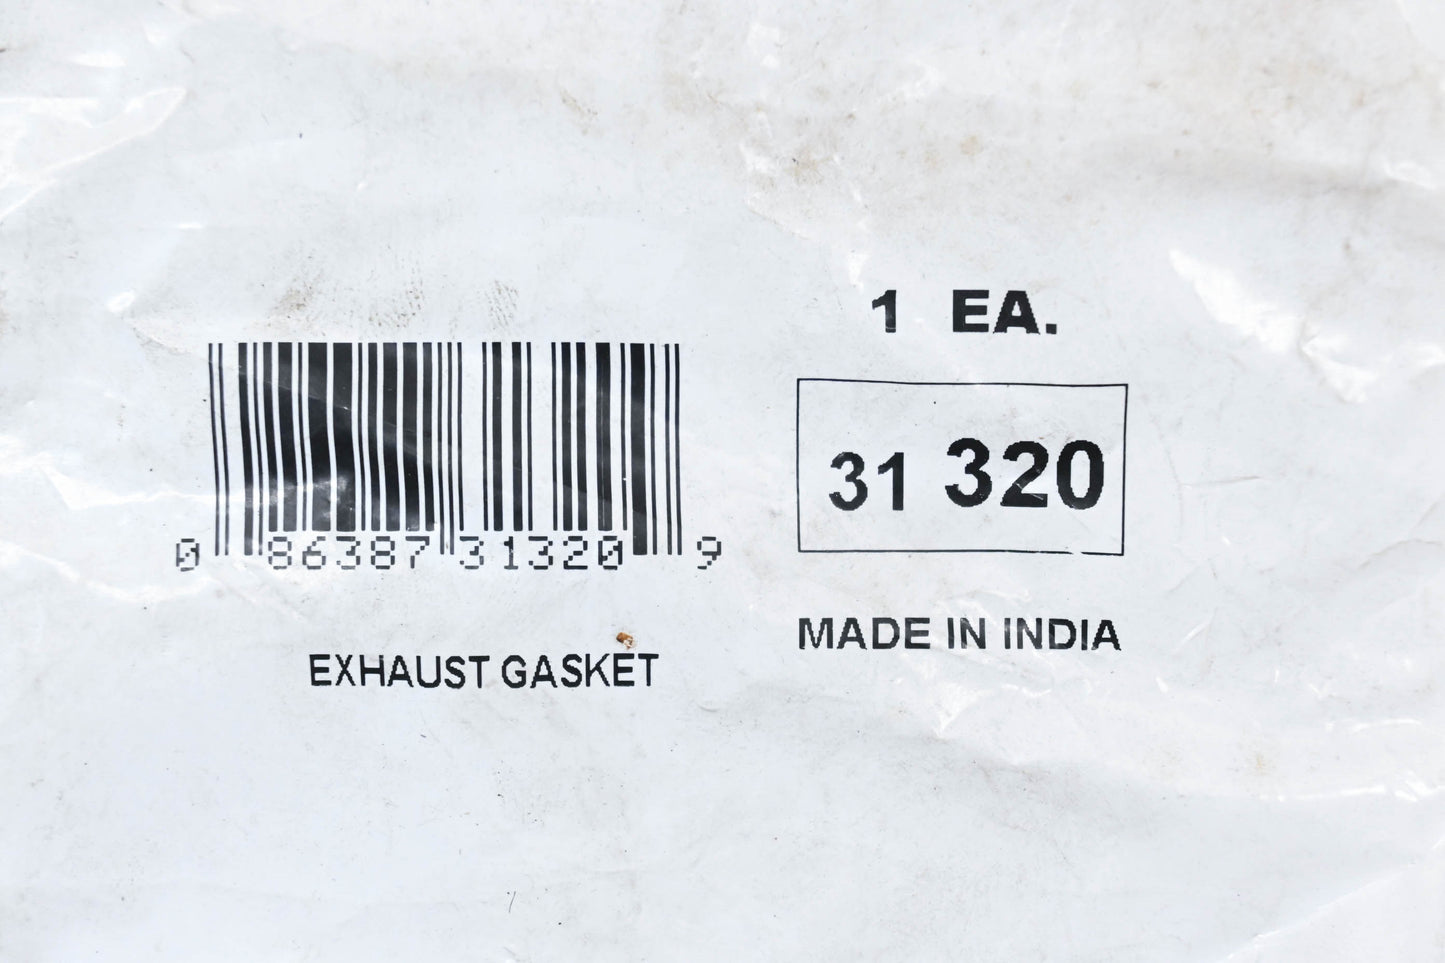 1 EA.
31 320
0 86387 31320 9
MADE IN INDIA
EXHAUST GASKET